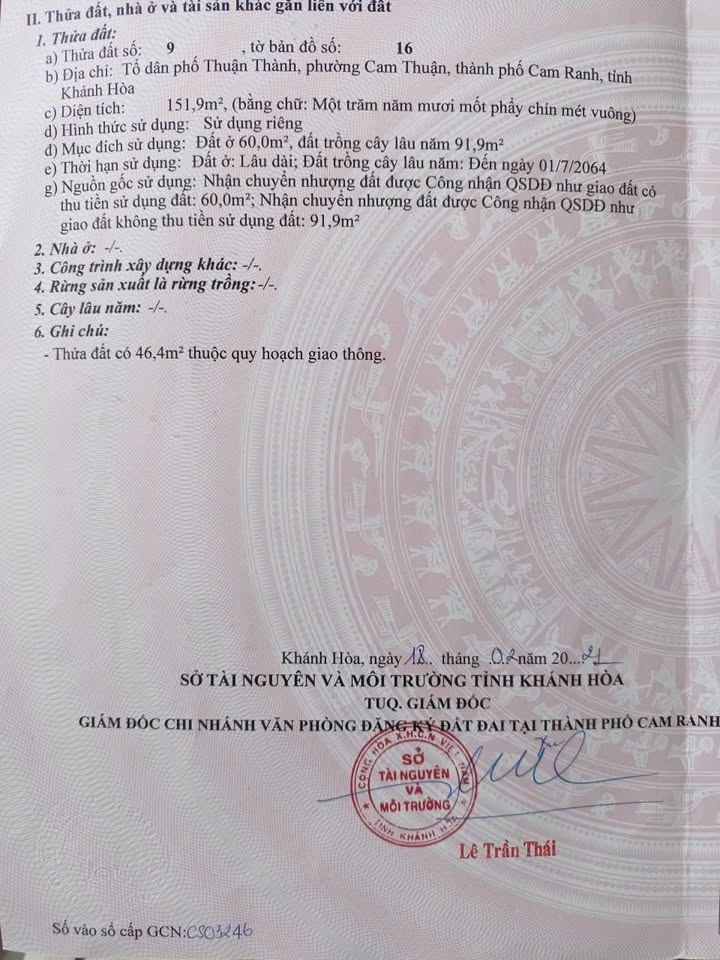 II. Thửa đất, nhà ở và tài sản khác gắn liền với đất
1. Thửa đất:
a) Thửa đất số: 9 , tờ bản đồ số: 16
b) Địa chỉ: Tổ dân phố Thuận Thành, phường Cam Thuận, thành phố Cam Ranh, tỉnh
Khánh Hòa
c) Diện tích: 151,9m², (bằng chữ: Một trăm năm mươi mốt phẩy chín mét vuông)
d) Hình thức sử dụng: Sử dụng riêng
đ) Mục đích sử dụng: Đất ở 60,0m², đất trồng cây lâu năm 91,9m²
e) Thời hạn sử dụng: Đất ở: Lâu dài; Đất trồng cây lâu năm: Đến ngày 01/7/2064
g) Nguồn gốc sử dụng: Nhận chuyển nhượng đất được Công nhận QSDĐ như giao đất có
thu tiền sử dụng đất: 60,0m²; Nhận chuyển nhượng đất được Công nhận QSDĐ như
giao đất không thu tiền sử dụng đất: 91,9m²
2. Nhà ở: -/-.
3. Công trình xây dựng khác: -/-.
4. Rừng sản xuất là rừng trồng: -/-.
5. Cây lâu năm: -/-.
6. Ghi chú:
- Thửa đất có 46,4m² thuộc quy hoạch giao thông.
Khánh Hòa, ngày 18.. tháng .02 năm 20...21
SỞ TÀI NGUYÊN VÀ MÔI TRƯỜNG TỈNH KHÁNH HÒA
TUQ. GIÁM ĐỐC
GIÁM ĐỐC CHI NHÁNH VĂN PHÒNG ĐĂNG KÝ ĐẤT ĐAI TẠI THÀNH PHỐ CAM RANH
CỘNG HÒA X.H.C.N VIỆT NAM
SỞ
TÀI NGUYÊN
VÀ
MÔI TRƯỜNG
TỈNH KHÁNH HÒA
Lê Trần Thái
Số vào sổ cấp GCN: CS03246